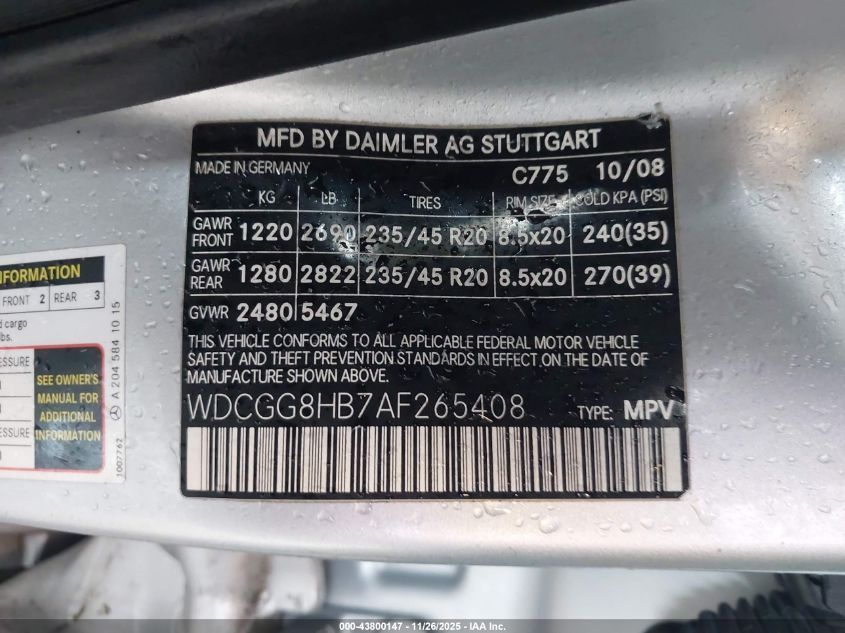 MFD BY DAIMLER AG STUTTGART
MADE IN GERMANY C775 10/08
KG LB TIRES RIM SIZE COLD KPA (PSI)
GAWR FRONT 1220 2690 235/45 R20 8.5x20 240(35)
GAWR REAR 1280 2822 235/45 R20 8.5x20 270(39)
GVWR 2480 5467
THIS VEHICLE CONFORMS TO ALL APPLICABLE FEDERAL MOTOR VEHICLE
SAFETY AND THEFT PREVENTION STANDARDS IN EFFECT ON THE DATE OF
MANUFACTURE SHOWN ABOVE.
WDCGG8HB7AF265408 TYPE: MPV
INFORMATION
FRONT 2 REAR 3
cargo
lbs.
SEE OWNER'S
MANUAL FOR
ADDITIONAL
INFORMATION
A 204 584 10 15
1007762
000-43800147 - 11/26/2025 - IAA Inc.